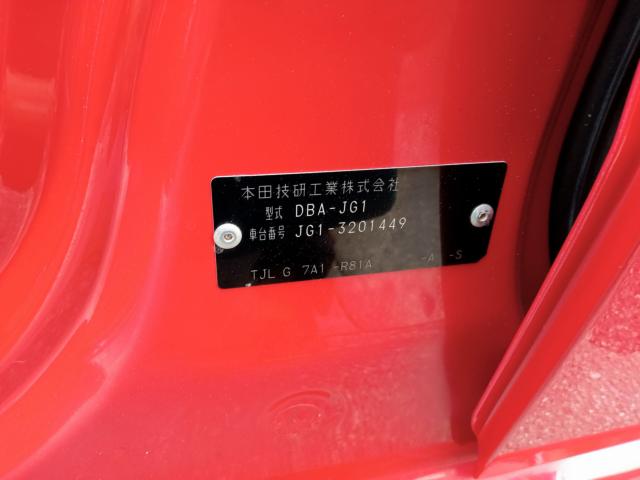 本田技研工業株式会社
型式 DBA-JG1
車台番号 JG1-3201449
TJL G 7A1 -R81A -A -S